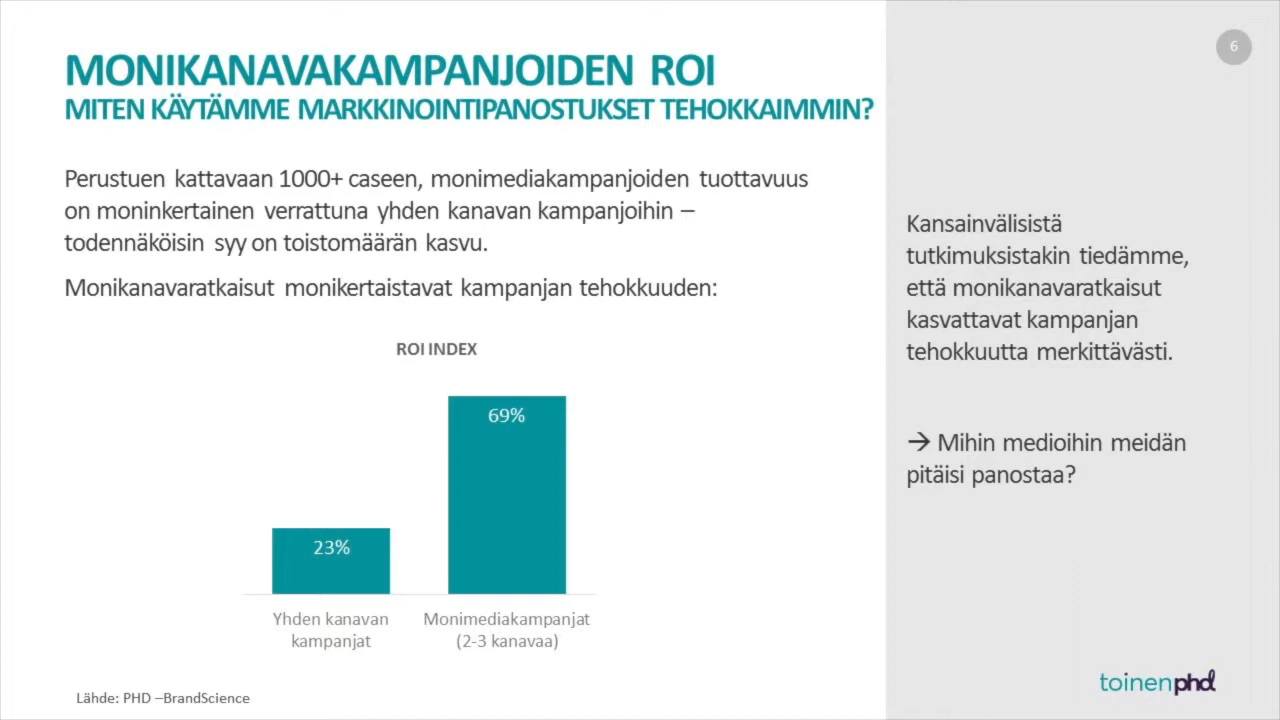 MONIKANAVAKAMPANJOIDEN ROI
MITEN KÄYTÄMME MARKKINOINTIPANOSTUKSET TEHOKKAIMMIN?
6
Perustuen kattavaan 1000+ caseen, monimediakampanjoiden tuottavuus
on moninkertainen verrattuna yhden kanavan kampanjoihin –
todennäköisin syy on toistomäärän kasvu.
Monikanavaratkaisut monikertaistavat kampanjan tehokkuuden:
ROI INDEX
69%
23%
Yhden kanavan
kampanjat
Monimediakampanjat
(2-3 kanavaa)
Lähde: PHD –BrandScience
Kansainvälisistä
tutkimuksistakin tiedämme,
että monikanavaratkaisut
kasvattavat kampanjan
tehokkuutta merkittävästi.
→ Mihin medioihin meidän
pitäisi panostaa?
toinenphd